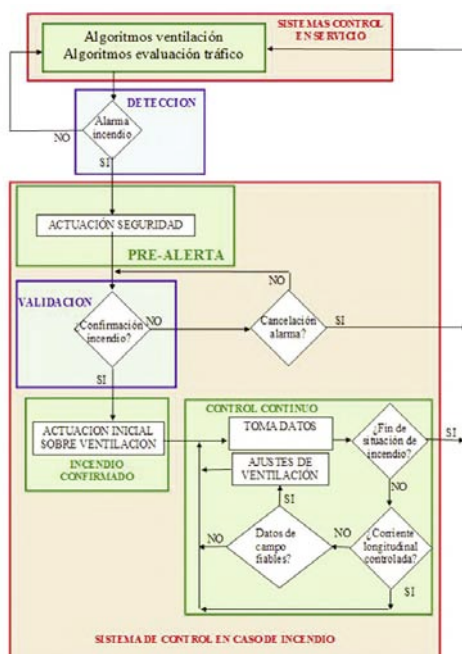 SISTEMAS CONTROL
EN SERVICIO
Algoritmos ventilación
Algoritmos evaluación tráfico
DETECCION
Alarma
incendio
NO
SI
ACTUACIÓN SEGURIDAD
PRE-ALERTA
VALIDACION
¿Confirmación
incendio?
NO
NO
Cancelación
alarma?
SI
SI
ACTUACION INICIAL
SOBRE VENTILACION
INCENDIO
CONFIRMADO
CONTROL CONTINUO
TOMA DATOS
¿Fin de
situación de
incendio?
SI
AJUSTES DE
VENTILACIÓN
SI
NO
NO
Datos de
campo
fiables?
NO
¿Corriente
longitudinal
controlada?
SI
SISTEMA DE CONTROL EN CASO DE INCENDIO